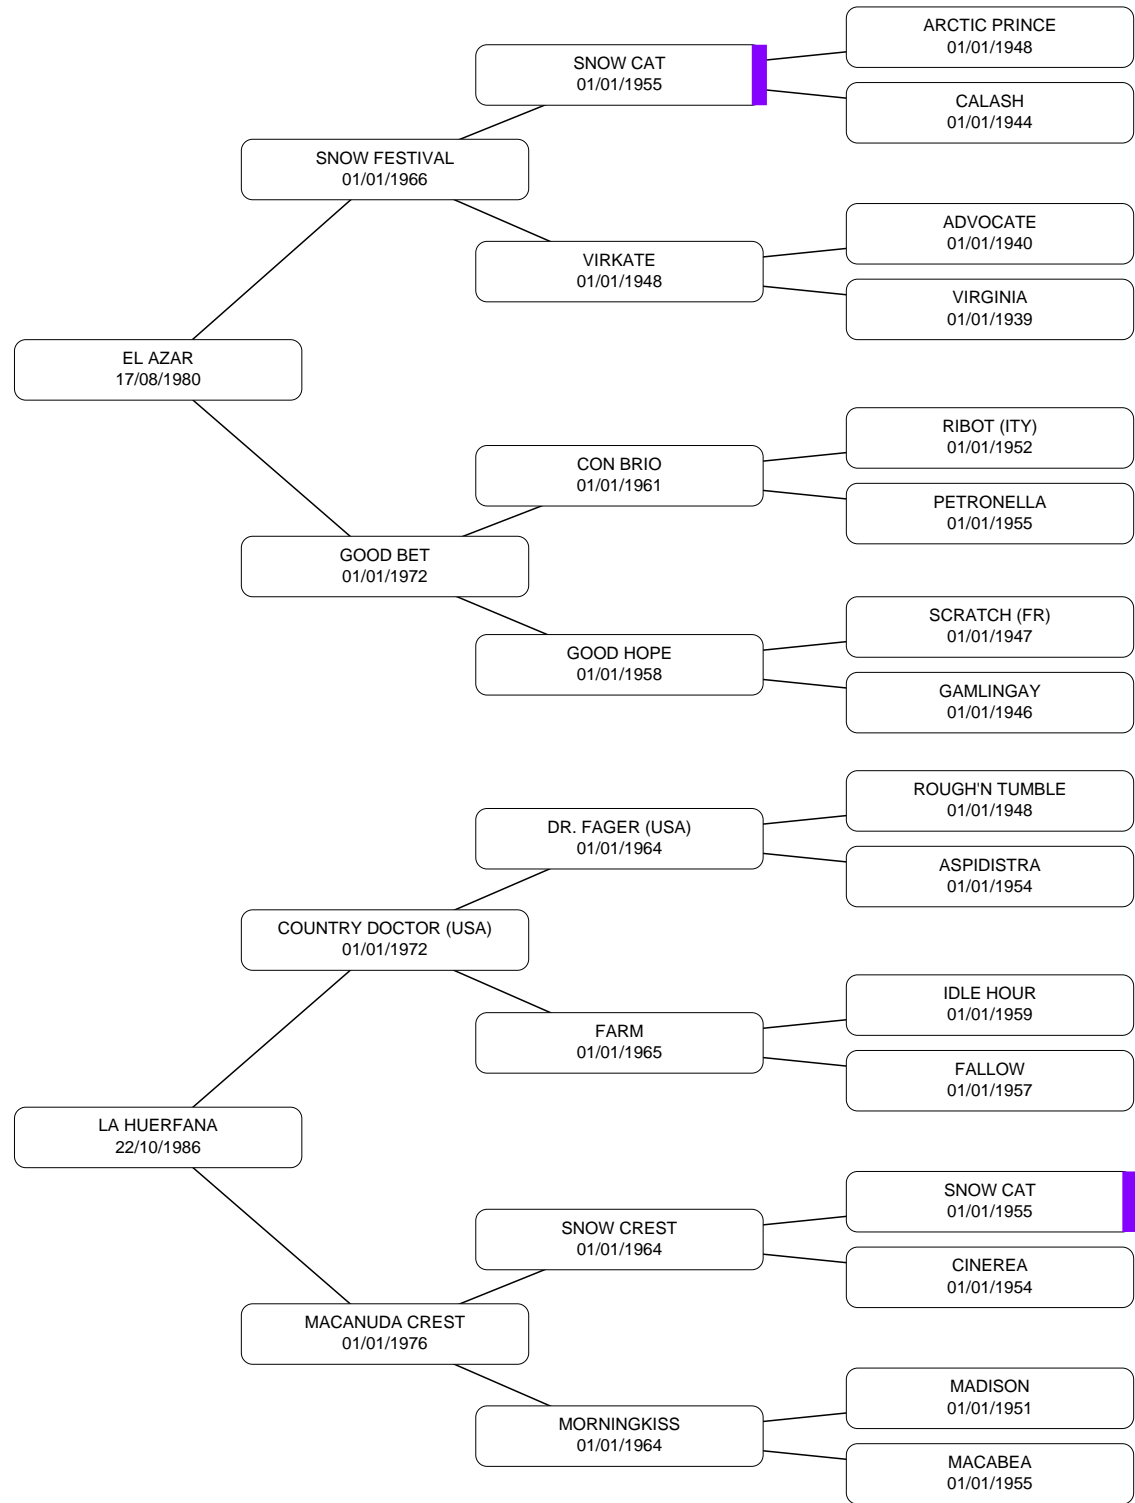 ARCTIC PRINCE
01/01/1948
SNOW CAT
01/01/1955
CALASH
01/01/1944
SNOW FESTIVAL
01/01/1966
ADVOCATE
01/01/1940
VIRKATE
01/01/1948
VIRGINIA
01/01/1939
EL AZAR
17/08/1980
RIBOT (ITY)
01/01/1952
CON BRIO
01/01/1961
PETRONELLA
01/01/1955
GOOD BET
01/01/1972
SCRATCH (FR)
01/01/1947
GOOD HOPE
01/01/1958
GAMLINGAY
01/01/1946
ROUGH'N TUMBLE
01/01/1948
DR. FAGER (USA)
01/01/1964
ASPIDISTRA
01/01/1954
COUNTRY DOCTOR (USA)
01/01/1972
IDLE HOUR
01/01/1959
FARM
01/01/1965
FALLOW
01/01/1957
LA HUERFANA
22/10/1986
SNOW CAT
01/01/1955
SNOW CREST
01/01/1964
CINEREA
01/01/1954
MACANUDA CREST
01/01/1976
MADISON
01/01/1951
MORNINGKISS
01/01/1964
MACABEA
01/01/1955